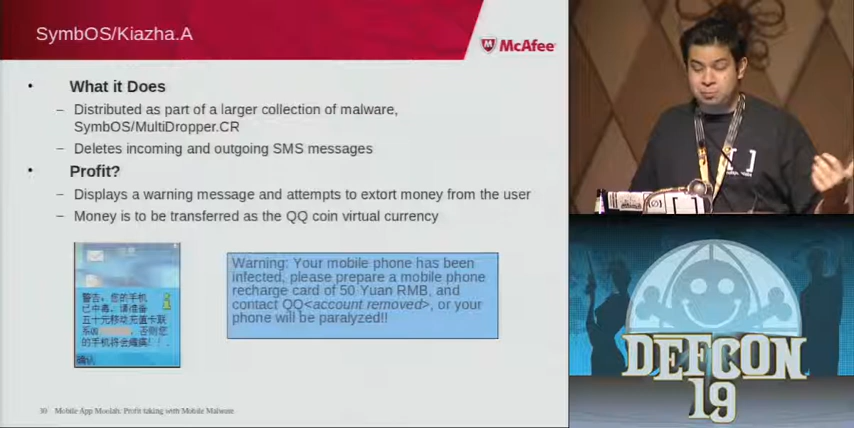 SymbOS/Kiazha.A
McAfee
• What it Does
– Distributed as part of a larger collection of malware,
SymbOS/MultiDropper.CR
– Deletes incoming and outgoing SMS messages
• Profit?
– Displays a warning message and attempts to extort money from the user
– Money is to be transferred as the QQ coin virtual currency
警告：您的手机
已中毒，请准备
五十元移动充值卡联
系QQ
，否则您
的手机将会瘫痪！！.
确认
Warning: Your mobile phone has been
infected, please prepare a mobile phone
recharge card of 50 Yuan RMB, and
contact QQ<account removed>, or your
phone will be paralyzed!!
Mobile App Moolah: Profit taking with Mobile Malware
[ ]
DEFCON
19